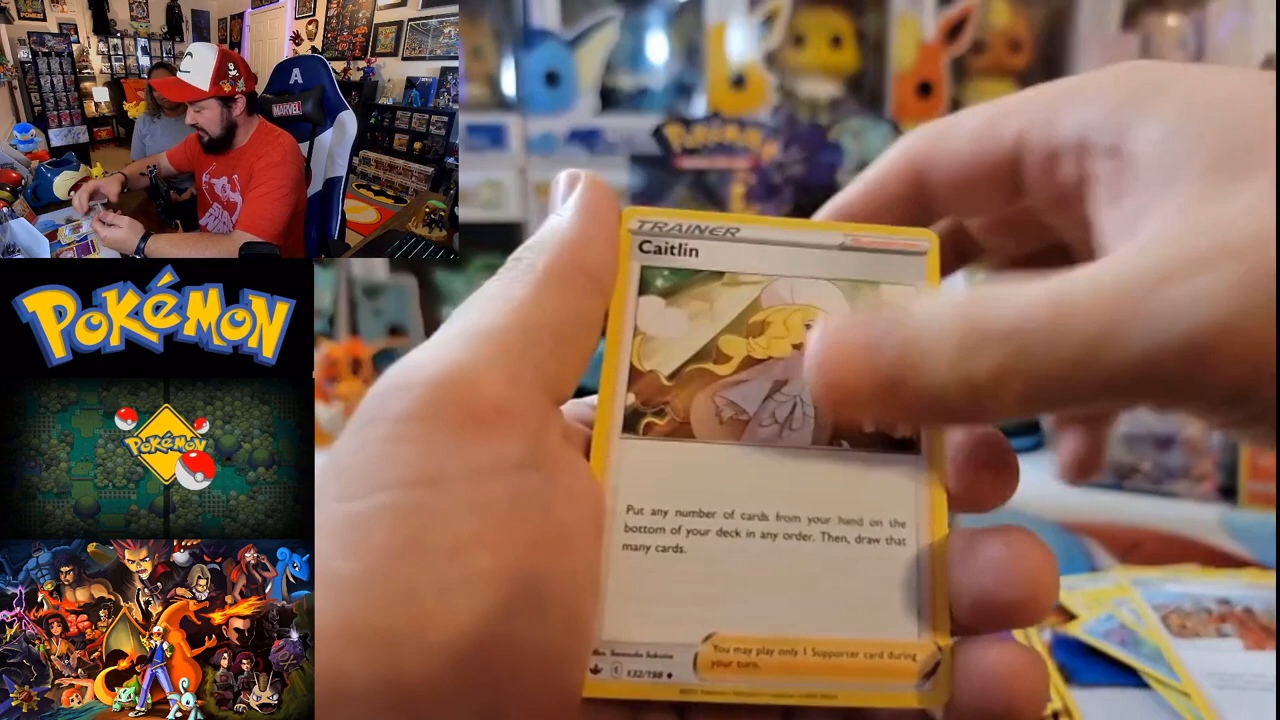 A
MARVEL
POKéMON
POKéMON
Pokémon
TRAINER
Caitlin
Put any number of cards from your hand on the
bottom of your deck in any order. Then, draw that
many cards.
You may play only 1 Supporter card during
your turn.
E 132/198